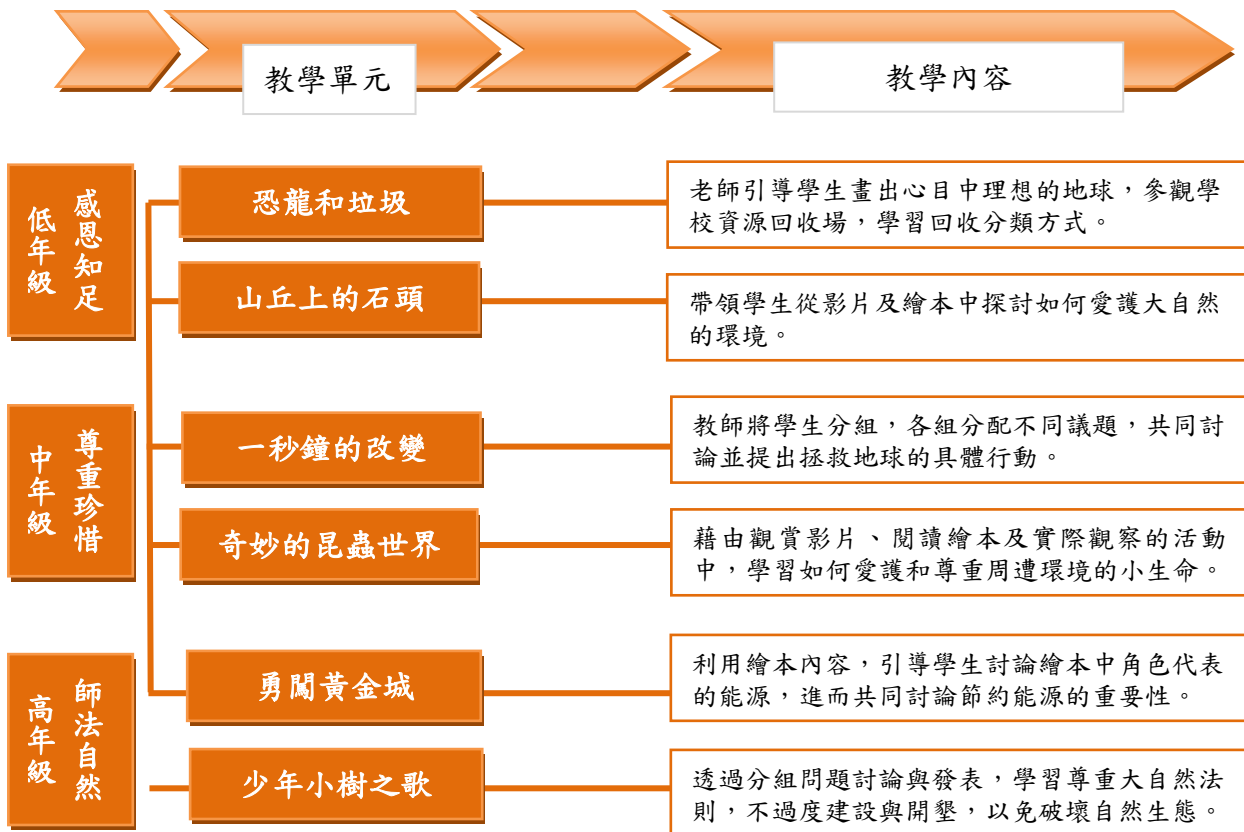 教學單元
教學內容
感恩知足
低年級
恐龍和垃圾
老師引導學生畫出心目中理想的地球，參觀學
校資源回收場，學習回收分類方式。
山丘上的石頭
帶領學生從影片及繪本中探討如何愛護大自然
的環境。
尊重珍惜
中年級
一秒鐘的改變
教師將學生分組，各組分配不同議題，共同討
論並提出拯救地球的具體行動。
奇妙的昆蟲世界
藉由觀賞影片、閱讀繪本及實際觀察的活動
中，學習如何愛護和尊重周遭環境的小生命。
師法自然
高年級
勇闖黃金城
利用繪本內容，引導學生討論繪本中角色代表
的能源，進而共同討論節約能源的重要性。
少年小樹之歌
透過分組問題討論與發表，學習尊重大自然法
則，不過度建設與開墾，以免破壞自然生態。